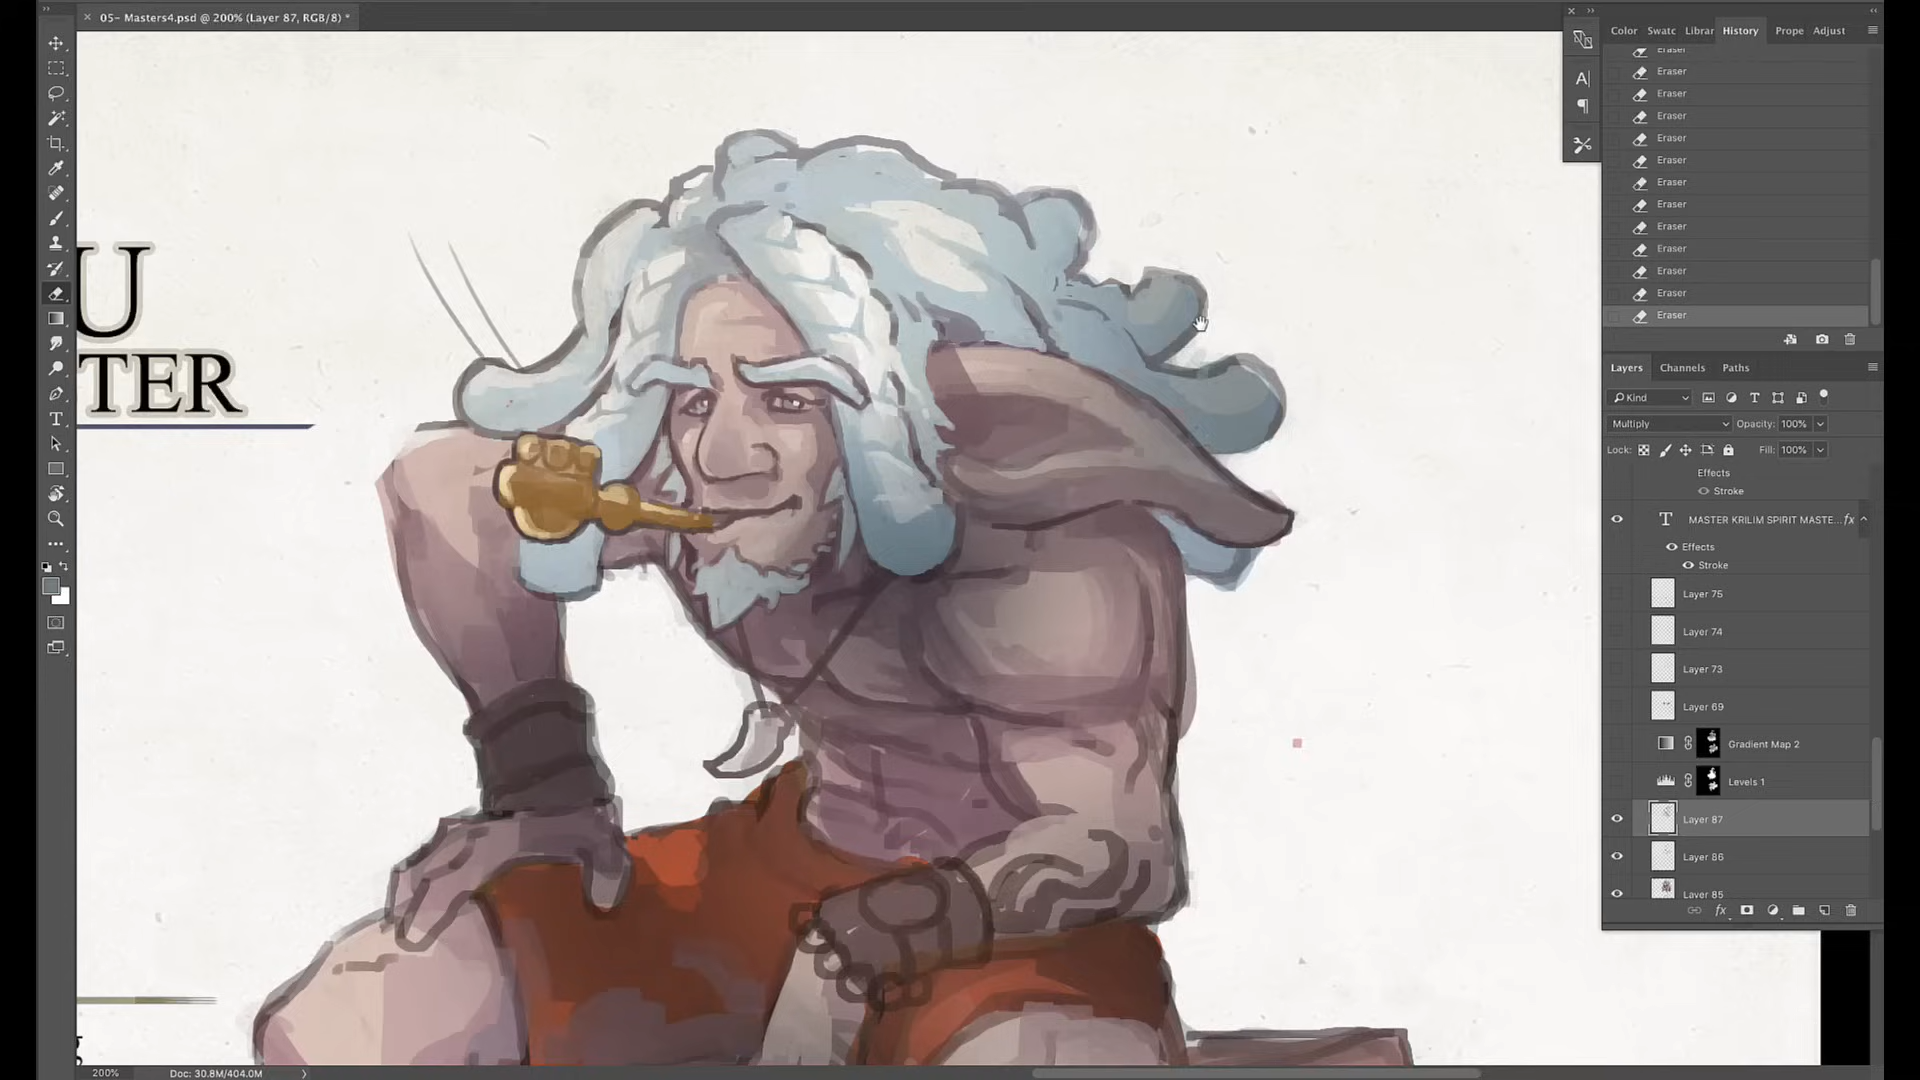 05- Masters4.psd @ 200% (Layer 87, RGB/8) *
U
TER
Color Swatc Librar History Prope Adjust
Eraser
Eraser
Eraser
Eraser
Eraser
Eraser
Eraser
Eraser
Eraser
Eraser
Eraser
Eraser
Eraser
Layers Channels Paths
Kind
Multiply Opacity: 100%
Lock: Fill: 100%
Effects
Stroke
MASTER KRILIM SPIRIT MASTE... fx
Effects
Stroke
Layer 75
Layer 74
Layer 73
Layer 69
Gradient Map 2
Levels 1
Layer 87
Layer 86
Layer 85
fx
200% Doc: 30.8M/404.0M